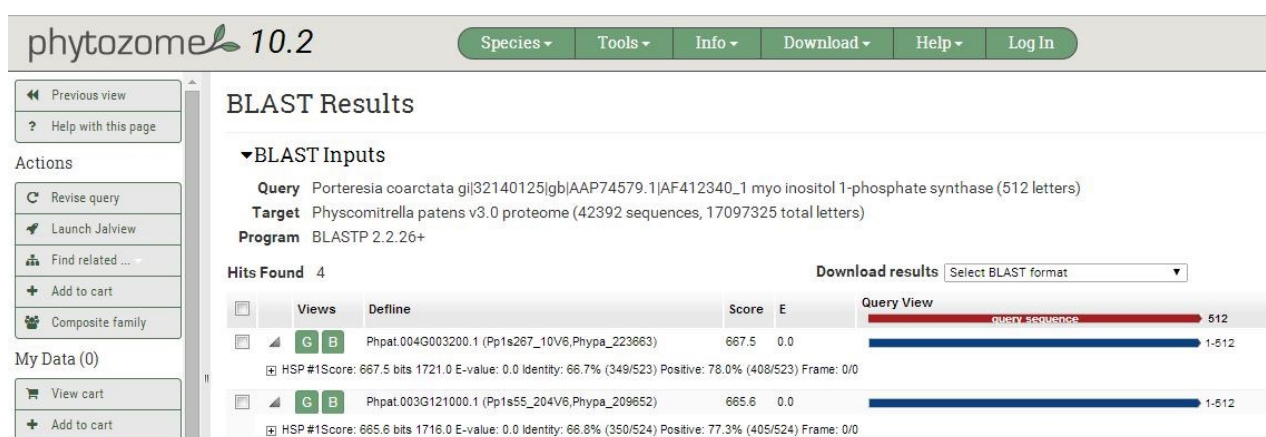 phytozome 10.2
Species Tools Info Download Help Log In
Previous view
? Help with this page
Actions
Revise query
Launch Jalview
Find related ...
Add to cart
Composite family
My Data (0)
View cart
Add to cart
BLAST Results
BLAST Inputs
Query Porteresia coarctata gi|32140125|gb|AAP74579.1|AF412340_1 myo inositol 1-phosphate synthase (512 letters)
Target Physcomitrella patens v3.0 proteome (42392 sequences, 17097325 total letters)
Program BLASTP 2.2.26+
Hits Found 4 Download results Select BLAST format
Views Defline Score E Query View
query sequence 512
G B Phpat.004G003200.1 (Pp1s267_10V6,Phypa_223663) 667.5 0.0 1-512
HSP #1Score: 667.5 bits 1721.0 E-value: 0.0 Identity: 66.7% (349/523) Positive: 78.0% (408/523) Frame: 0/0
G B Phpat.003G121000.1 (Pp1s55_204V6,Phypa_209652) 665.6 0.0 1-512
HSP #1Score: 665.6 bits 1716.0 E-value: 0.0 Identity: 66.8% (350/524) Positive: 77.3% (405/524) Frame: 0/0